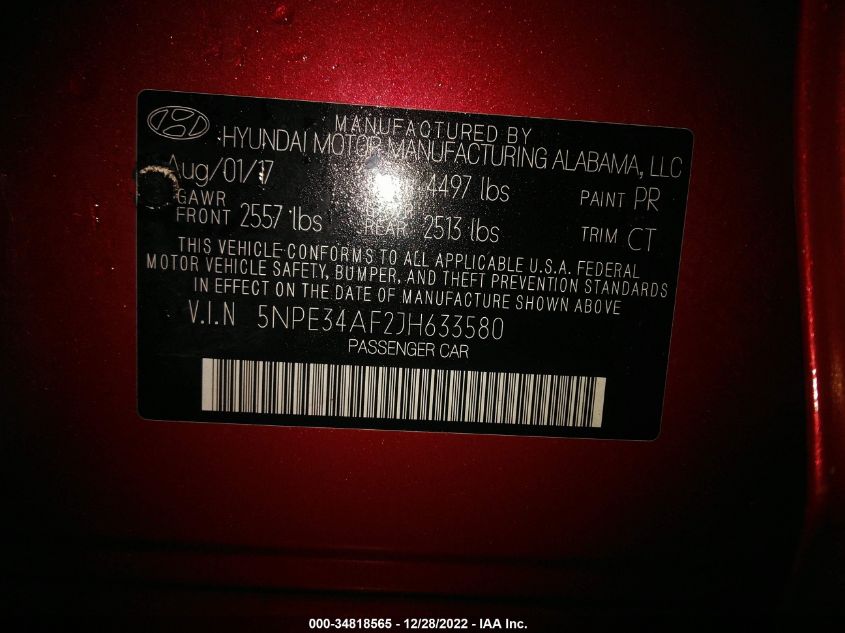 MANUFACTURED BY
HYUNDAI MOTOR MANUFACTURING ALABAMA, LLC
Aug/01/17 4497 lbs PAINT PR
GAWR
FRONT 2557 lbs REAR 2513 lbs TRIM CT
THIS VEHICLE CONFORMS TO ALL APPLICABLE U.S.A. FEDERAL
MOTOR VEHICLE SAFETY, BUMPER, AND THEFT PREVENTION STANDARDS
IN EFFECT ON THE DATE OF MANUFACTURE SHOWN ABOVE
V.I.N 5NPE34AF2JH633580
PASSENGER CAR
000-34818565 - 12/28/2022 - IAA Inc.